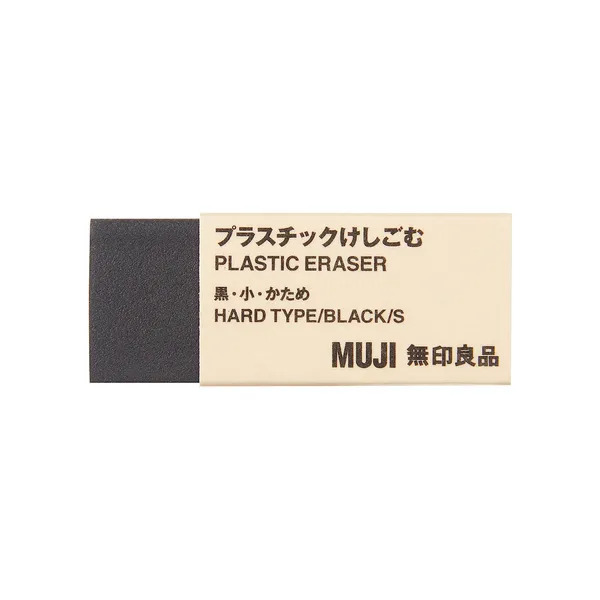 プラスチックけしごむ
PLASTIC ERASER
黒・小・かため
HARD TYPE/BLACK/S
MUJI 無印良品